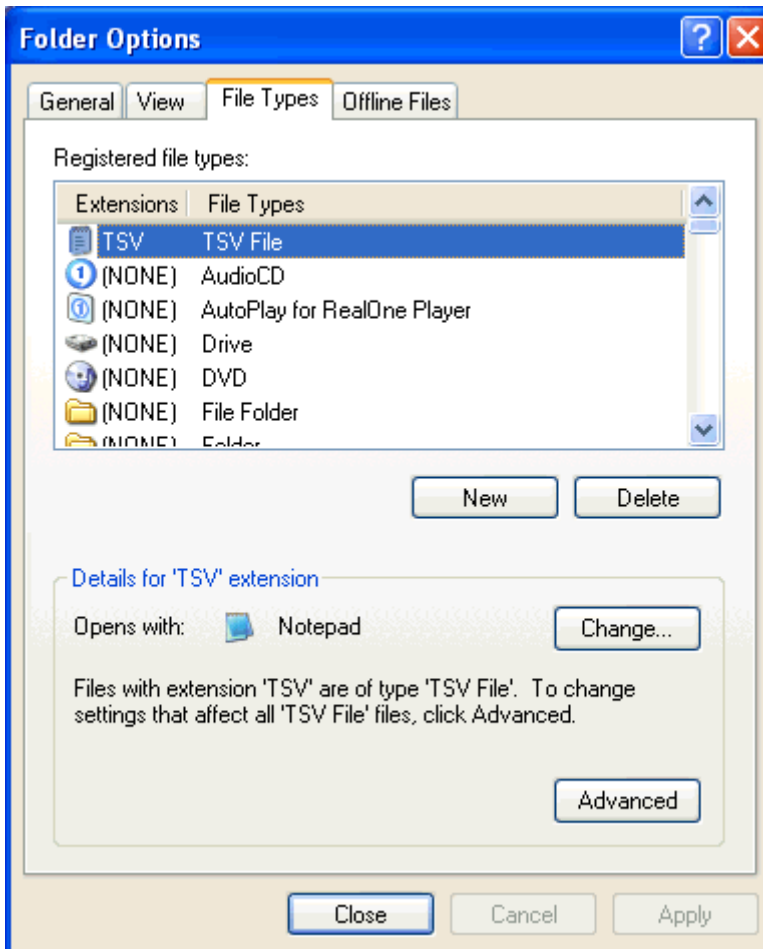 Folder Options
General View File Types Offline Files
Registered file types:
Extensions File Types
TSV TSV File
(NONE) AudioCD
(NONE) AutoPlay for RealOne Player
(NONE) Drive
(NONE) DVD
(NONE) File Folder
(NONE) Folder
New Delete
Details for 'TSV' extension
Opens with: Notepad Change...
Files with extension 'TSV' are of type 'TSV File'. To change
settings that affect all 'TSV File' files, click Advanced.
Advanced
Close Cancel Apply